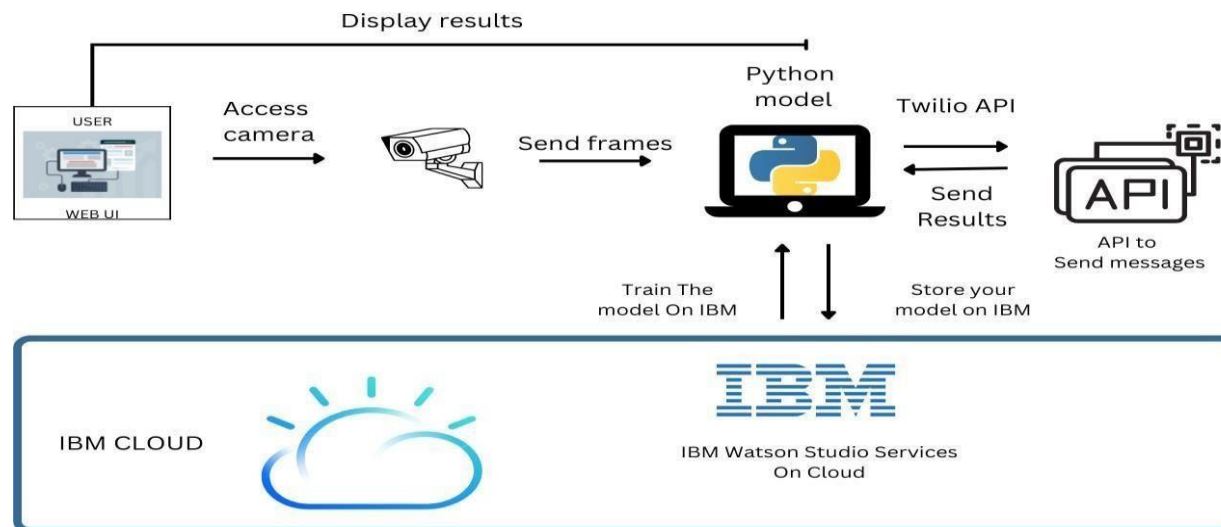 Display results
USER
WEB UI
Access
camera
Send frames
Python
model
Twilio API
Send
Results
API
API to
Send messages
Train The
model On IBM
Store your
model on IBM
IBM CLOUD
IBM
IBM Watson Studio Services
On Cloud